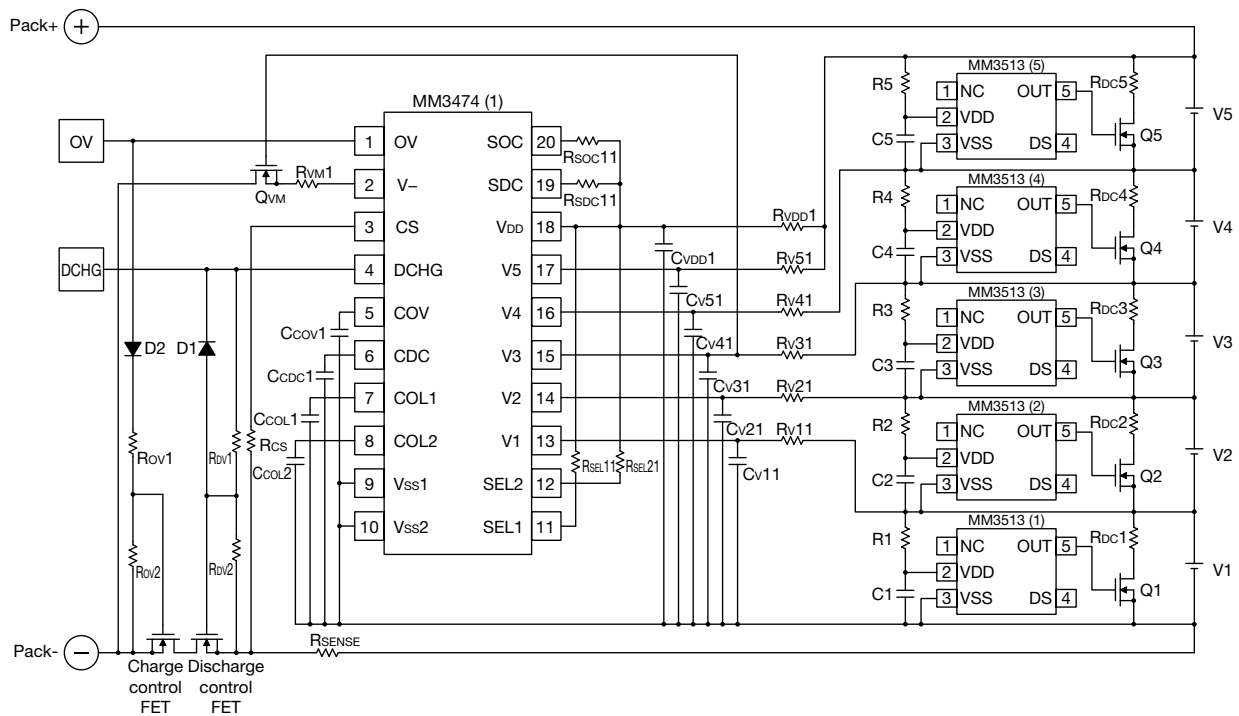 Pack+
MM3474 (1)
OV
1 OV SOC 20
RSOC11
2 V− SDC 19
RVM1
QVM
RSDC11
3 CS VDD 18
RVDD1
DCHG
4 DCHG V5 17
CVDD1
RV51
5 COV V4 16
CCOV1
CV51
RV41
6 CDC V3 15
CCDC1
CV41
RV31
7 COL1 V2 14
CCOL1
CV31
RV21
8 COL2 V1 13
CCOL2
CV21
RV11
9 VSS1 SEL2 12
RSEL11
RSEL21
CV11
10 VSS2 SEL1 11
D2
D1
ROV1
RDV1
RCS
ROV2
RDV2
Pack-
RSENSE
Charge
control
FET
Discharge
control
FET
MM3513 (5)
R5
1 NC OUT 5
RDC5
2 VDD
C5
3 VSS DS 4
Q5
V5
MM3513 (4)
R4
1 NC OUT 5
RDC4
2 VDD
C4
3 VSS DS 4
Q4
V4
MM3513 (3)
R3
1 NC OUT 5
RDC3
2 VDD
C3
3 VSS DS 4
Q3
V3
MM3513 (2)
R2
1 NC OUT 5
RDC2
2 VDD
C2
3 VSS DS 4
Q2
V2
MM3513 (1)
R1
1 NC OUT 5
RDC1
2 VDD
C1
3 VSS DS 4
Q1
V1